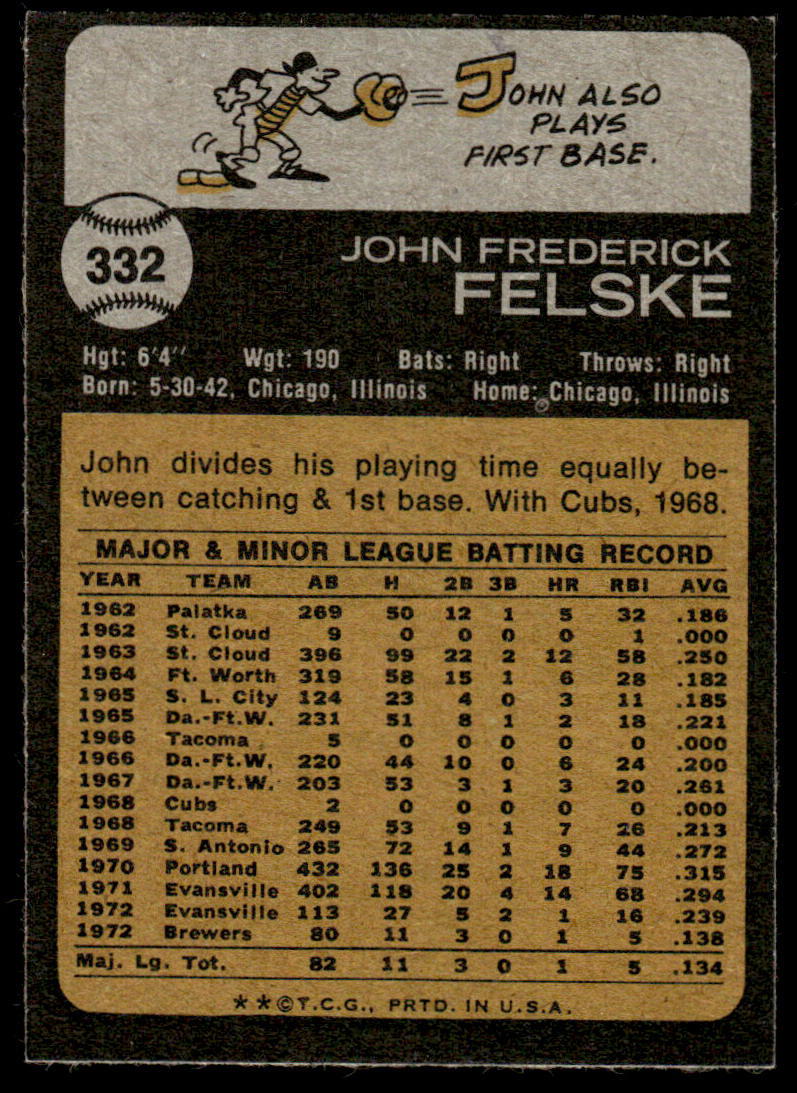 JOHN ALSO
PLAYS
FIRST BASE.
332
JOHN FREDERICK
FELSKE
Hgt: 6'4" Wgt: 190 Bats: Right Throws: Right
Born: 5-30-42, Chicago, Illinois Home: Chicago, Illinois
John divides his playing time equally be-
tween catching & 1st base. With Cubs, 1968.
MAJOR & MINOR LEAGUE BATTING RECORD
YEAR TEAM AB H 2B 3B HR RBI AVG
1962 Palatka 269 50 12 1 5 32 .186
1962 St. Cloud 9 0 0 0 0 1 .000
1963 St. Cloud 396 99 22 2 12 58 .250
1964 Ft. Worth 319 58 15 1 6 28 .182
1965 S. L. City 124 23 4 0 3 11 .185
1965 Da.-Ft.W. 231 51 8 1 2 18 .221
1966 Tacoma 5 0 0 0 0 0 .000
1966 Da.-Ft.W. 220 44 10 0 6 24 .200
1967 Da.-Ft.W. 203 53 3 1 3 20 .261
1968 Cubs 2 0 0 0 0 0 .000
1968 Tacoma 249 53 9 1 7 26 .213
1969 S. Antonio 265 72 14 1 9 44 .272
1970 Portland 432 136 25 2 18 75 .315
1971 Evansville 402 118 20 4 14 68 .294
1972 Evansville 113 27 5 2 1 16 .239
1972 Brewers 80 11 3 0 1 5 .138
Maj. Lg. Tot. 82 11 3 0 1 5 .134
**©T.C.G., PRTD. IN U.S.A.